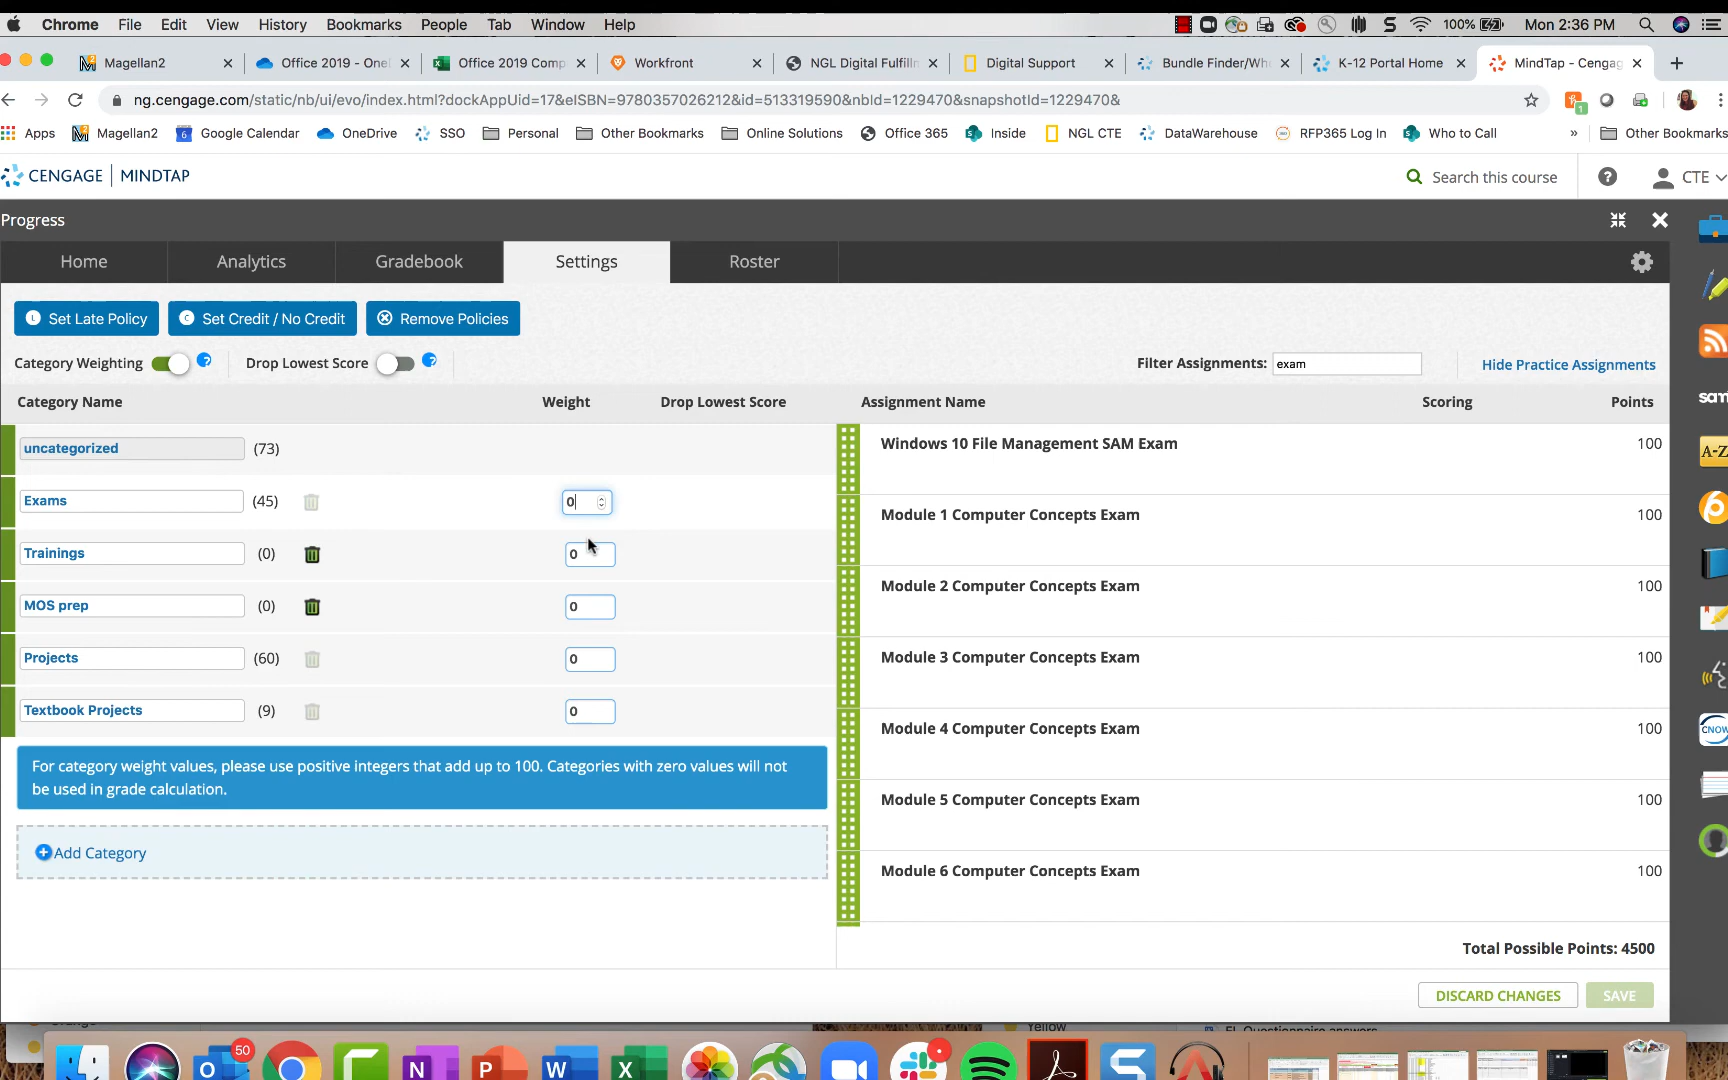 Chrome File Edit View History Bookmarks People Tab Window Help 100% Mon 2:36 PM
Magellan2 Office 2019 - OneI Office 2019 Comp Workfront NGL Digital Fulfilln Digital Support Bundle Finder/Wh K-12 Portal Home MindTap - Cengag
ng.cengage.com/static/nb/ui/evo/index.html?dockAppUid=17&eISBN=9780357026212&id=513319590&nbId=1229470&snapshotId=1229470&
Apps Magellan2 Google Calendar OneDrive SSO Personal Other Bookmarks Online Solutions Office 365 Inside NGL CTE DataWarehouse RFP365 Log In Who to Call » Other Bookmarks
CENGAGE | MINDTAP Search this course CTE
Progress
Home Analytics Gradebook Settings Roster
Set Late Policy Set Credit / No Credit Remove Policies
Category Weighting Drop Lowest Score Filter Assignments: exam Hide Practice Assignments
Category Name Weight Drop Lowest Score Assignment Name Scoring Points
uncategorized (73)
Exams (45) 0
Trainings (0) 0
MOS prep (0) 0
Projects (60) 0
Textbook Projects (9) 0
For category weight values, please use positive integers that add up to 100. Categories with zero values will not
be used in grade calculation.
Add Category
Windows 10 File Management SAM Exam 100
Module 1 Computer Concepts Exam 100
Module 2 Computer Concepts Exam 100
Module 3 Computer Concepts Exam 100
Module 4 Computer Concepts Exam 100
Module 5 Computer Concepts Exam 100
Module 6 Computer Concepts Exam 100
Total Possible Points: 4500
DISCARD CHANGES SAVE
sam
A-Z
CNOW
Yellow
50